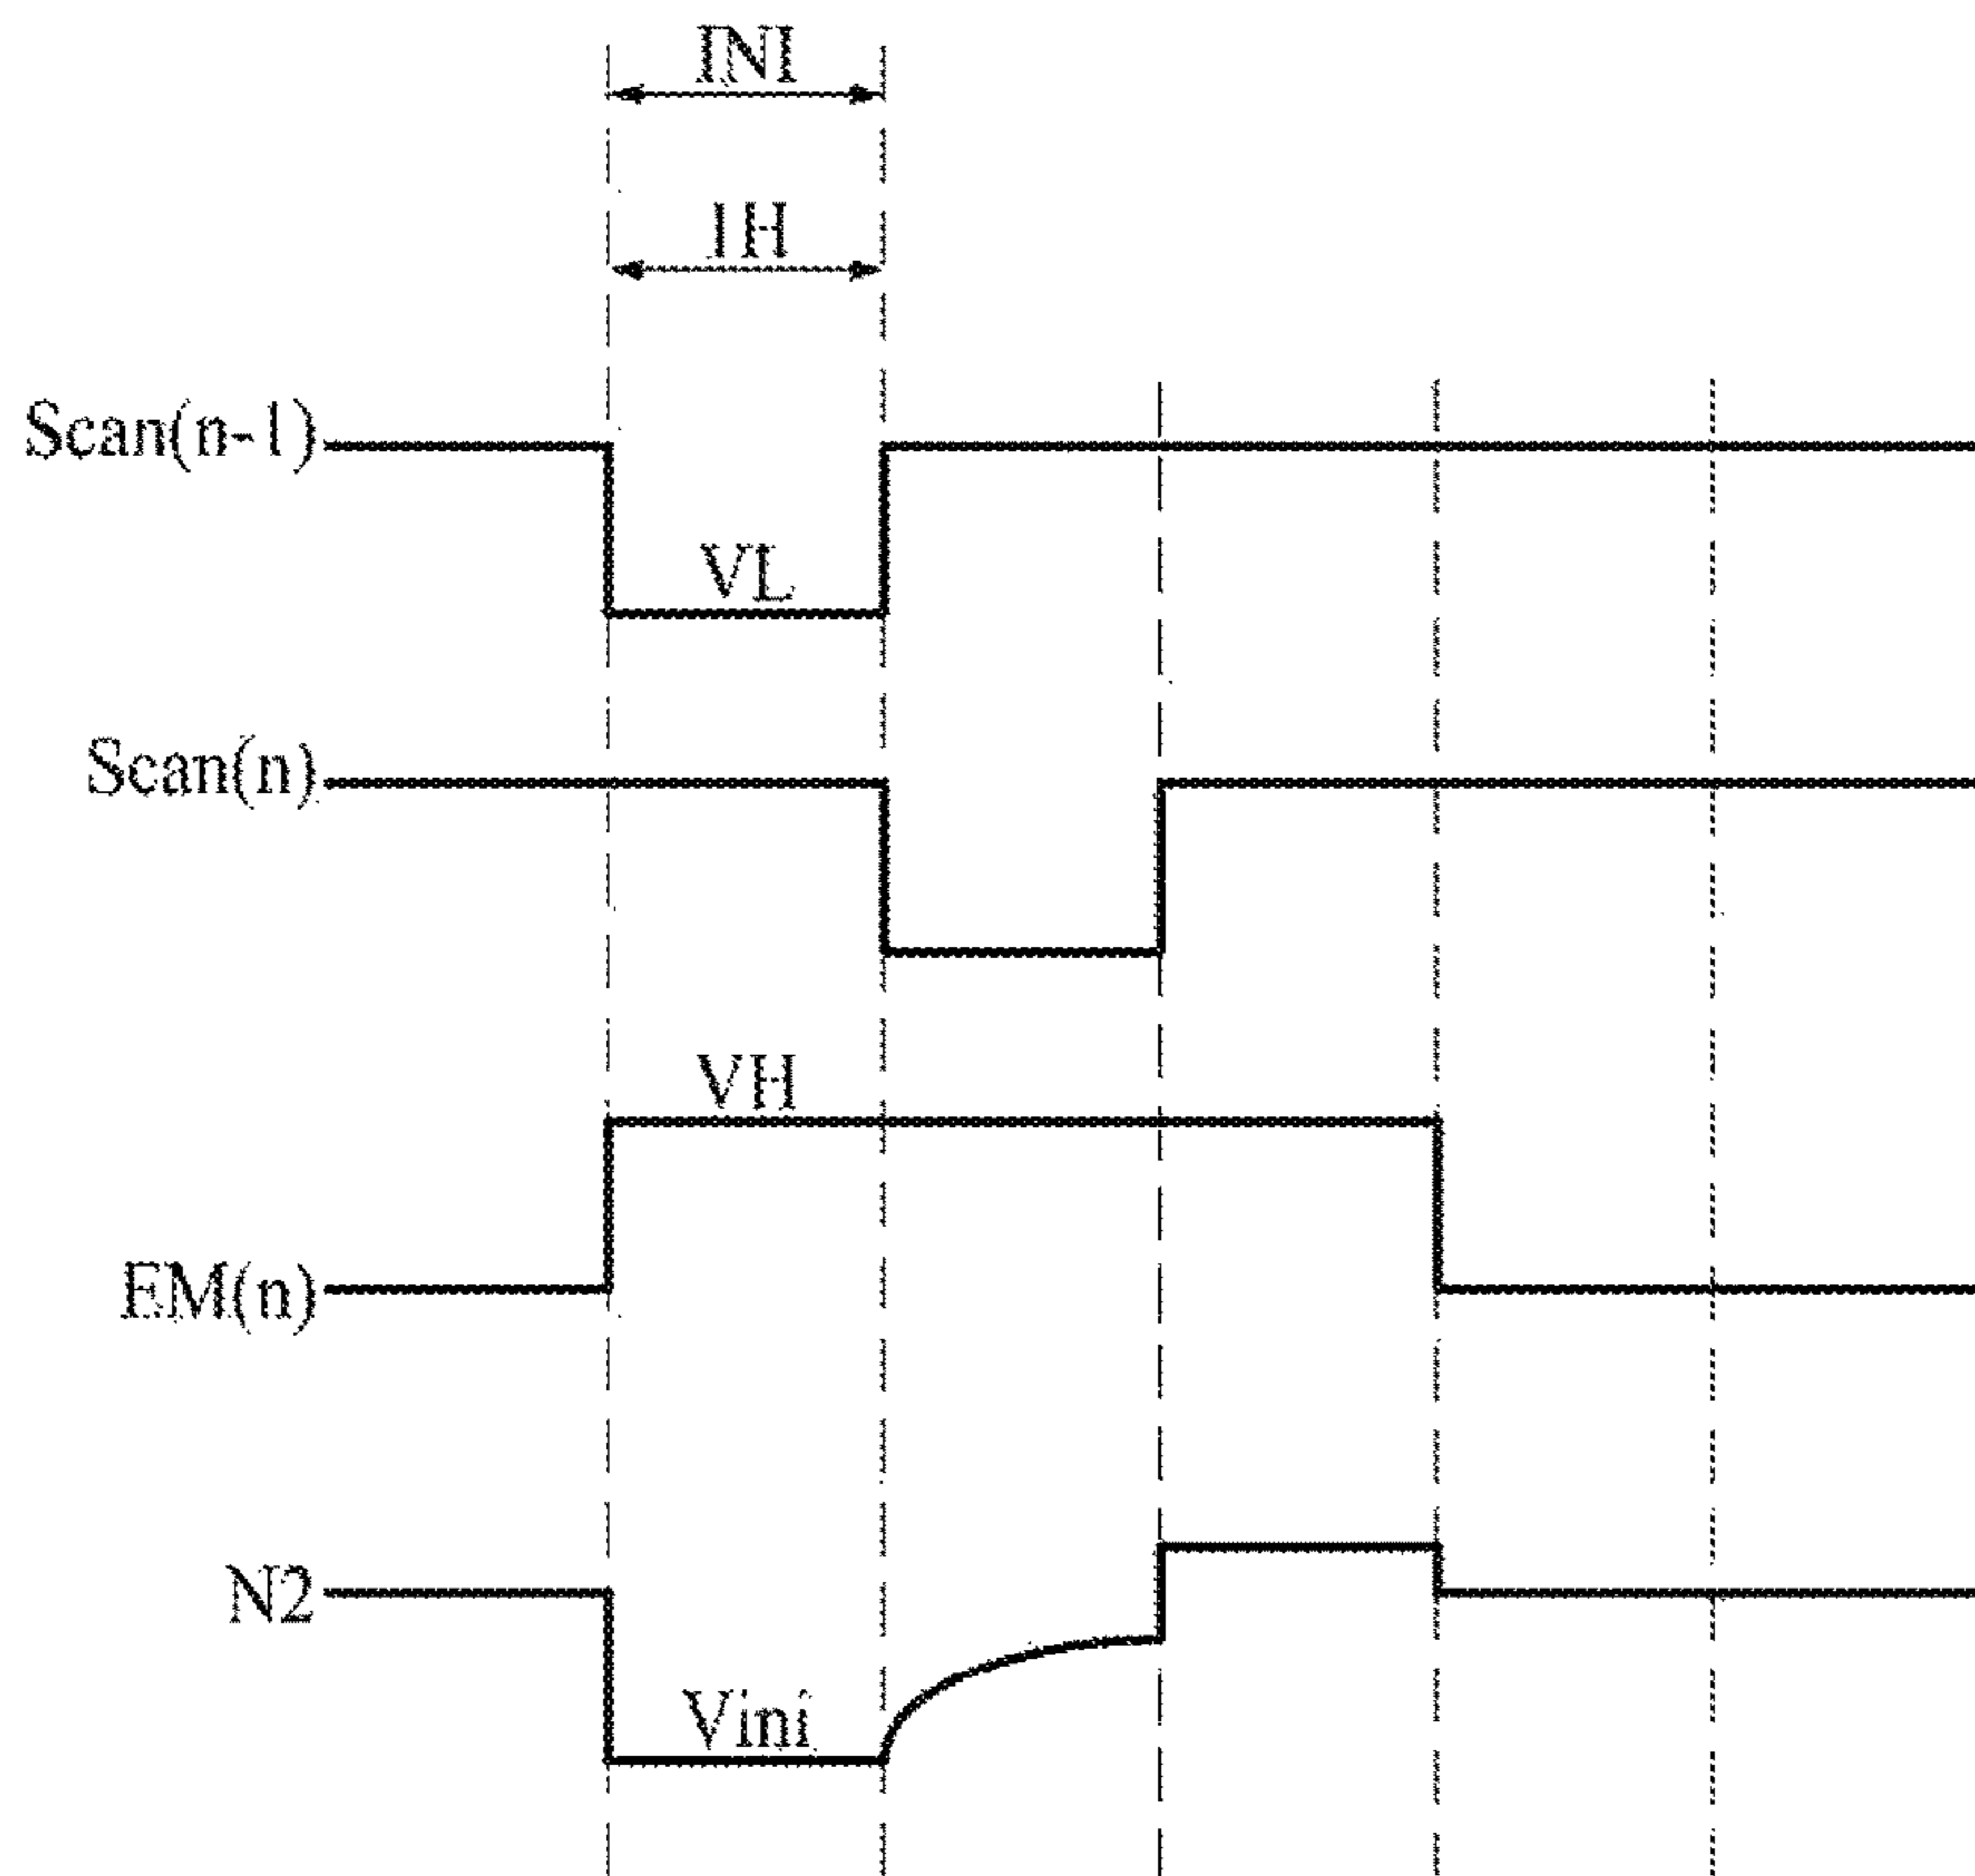 INI
1H
Scan(n-1)
VL
Scan(n)
VH
EM(n)
N2
Vini